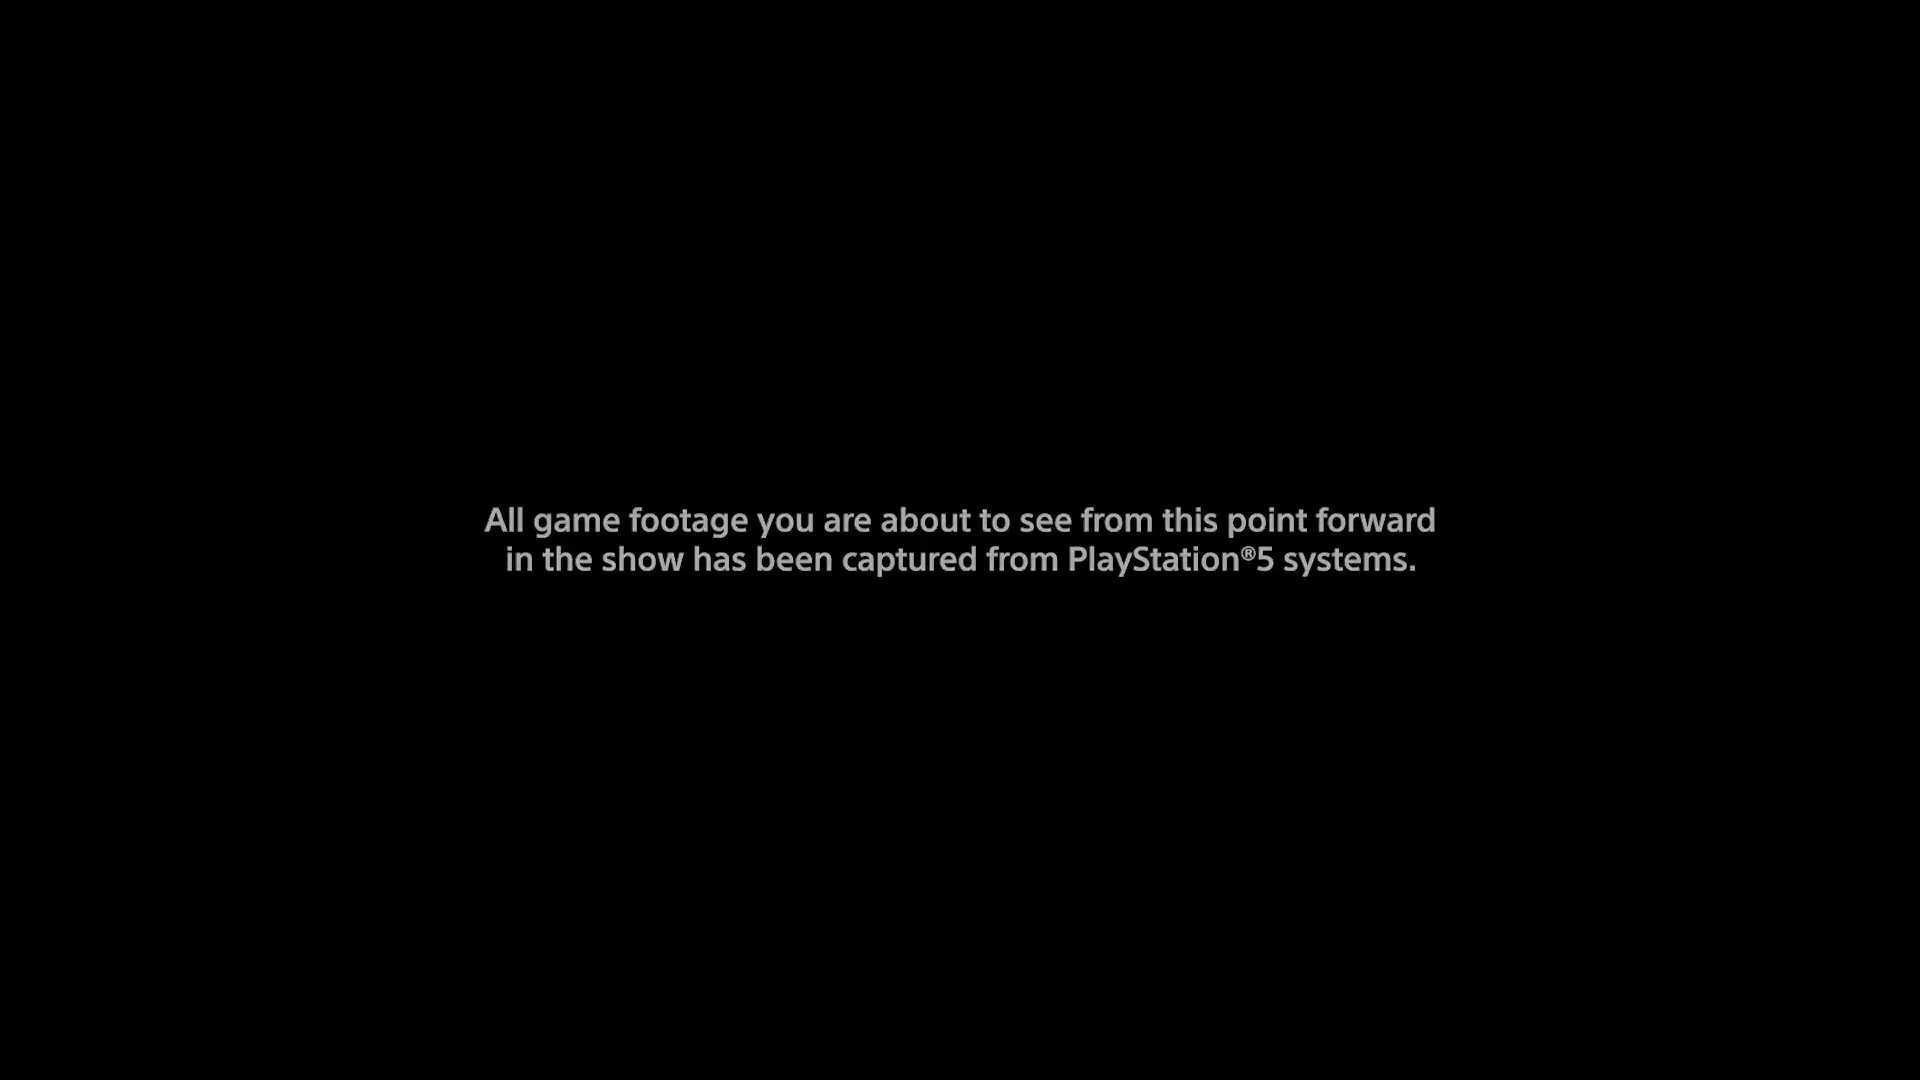 All game footage you are about to see from this point forward
in the show has been captured from PlayStation®5 systems.